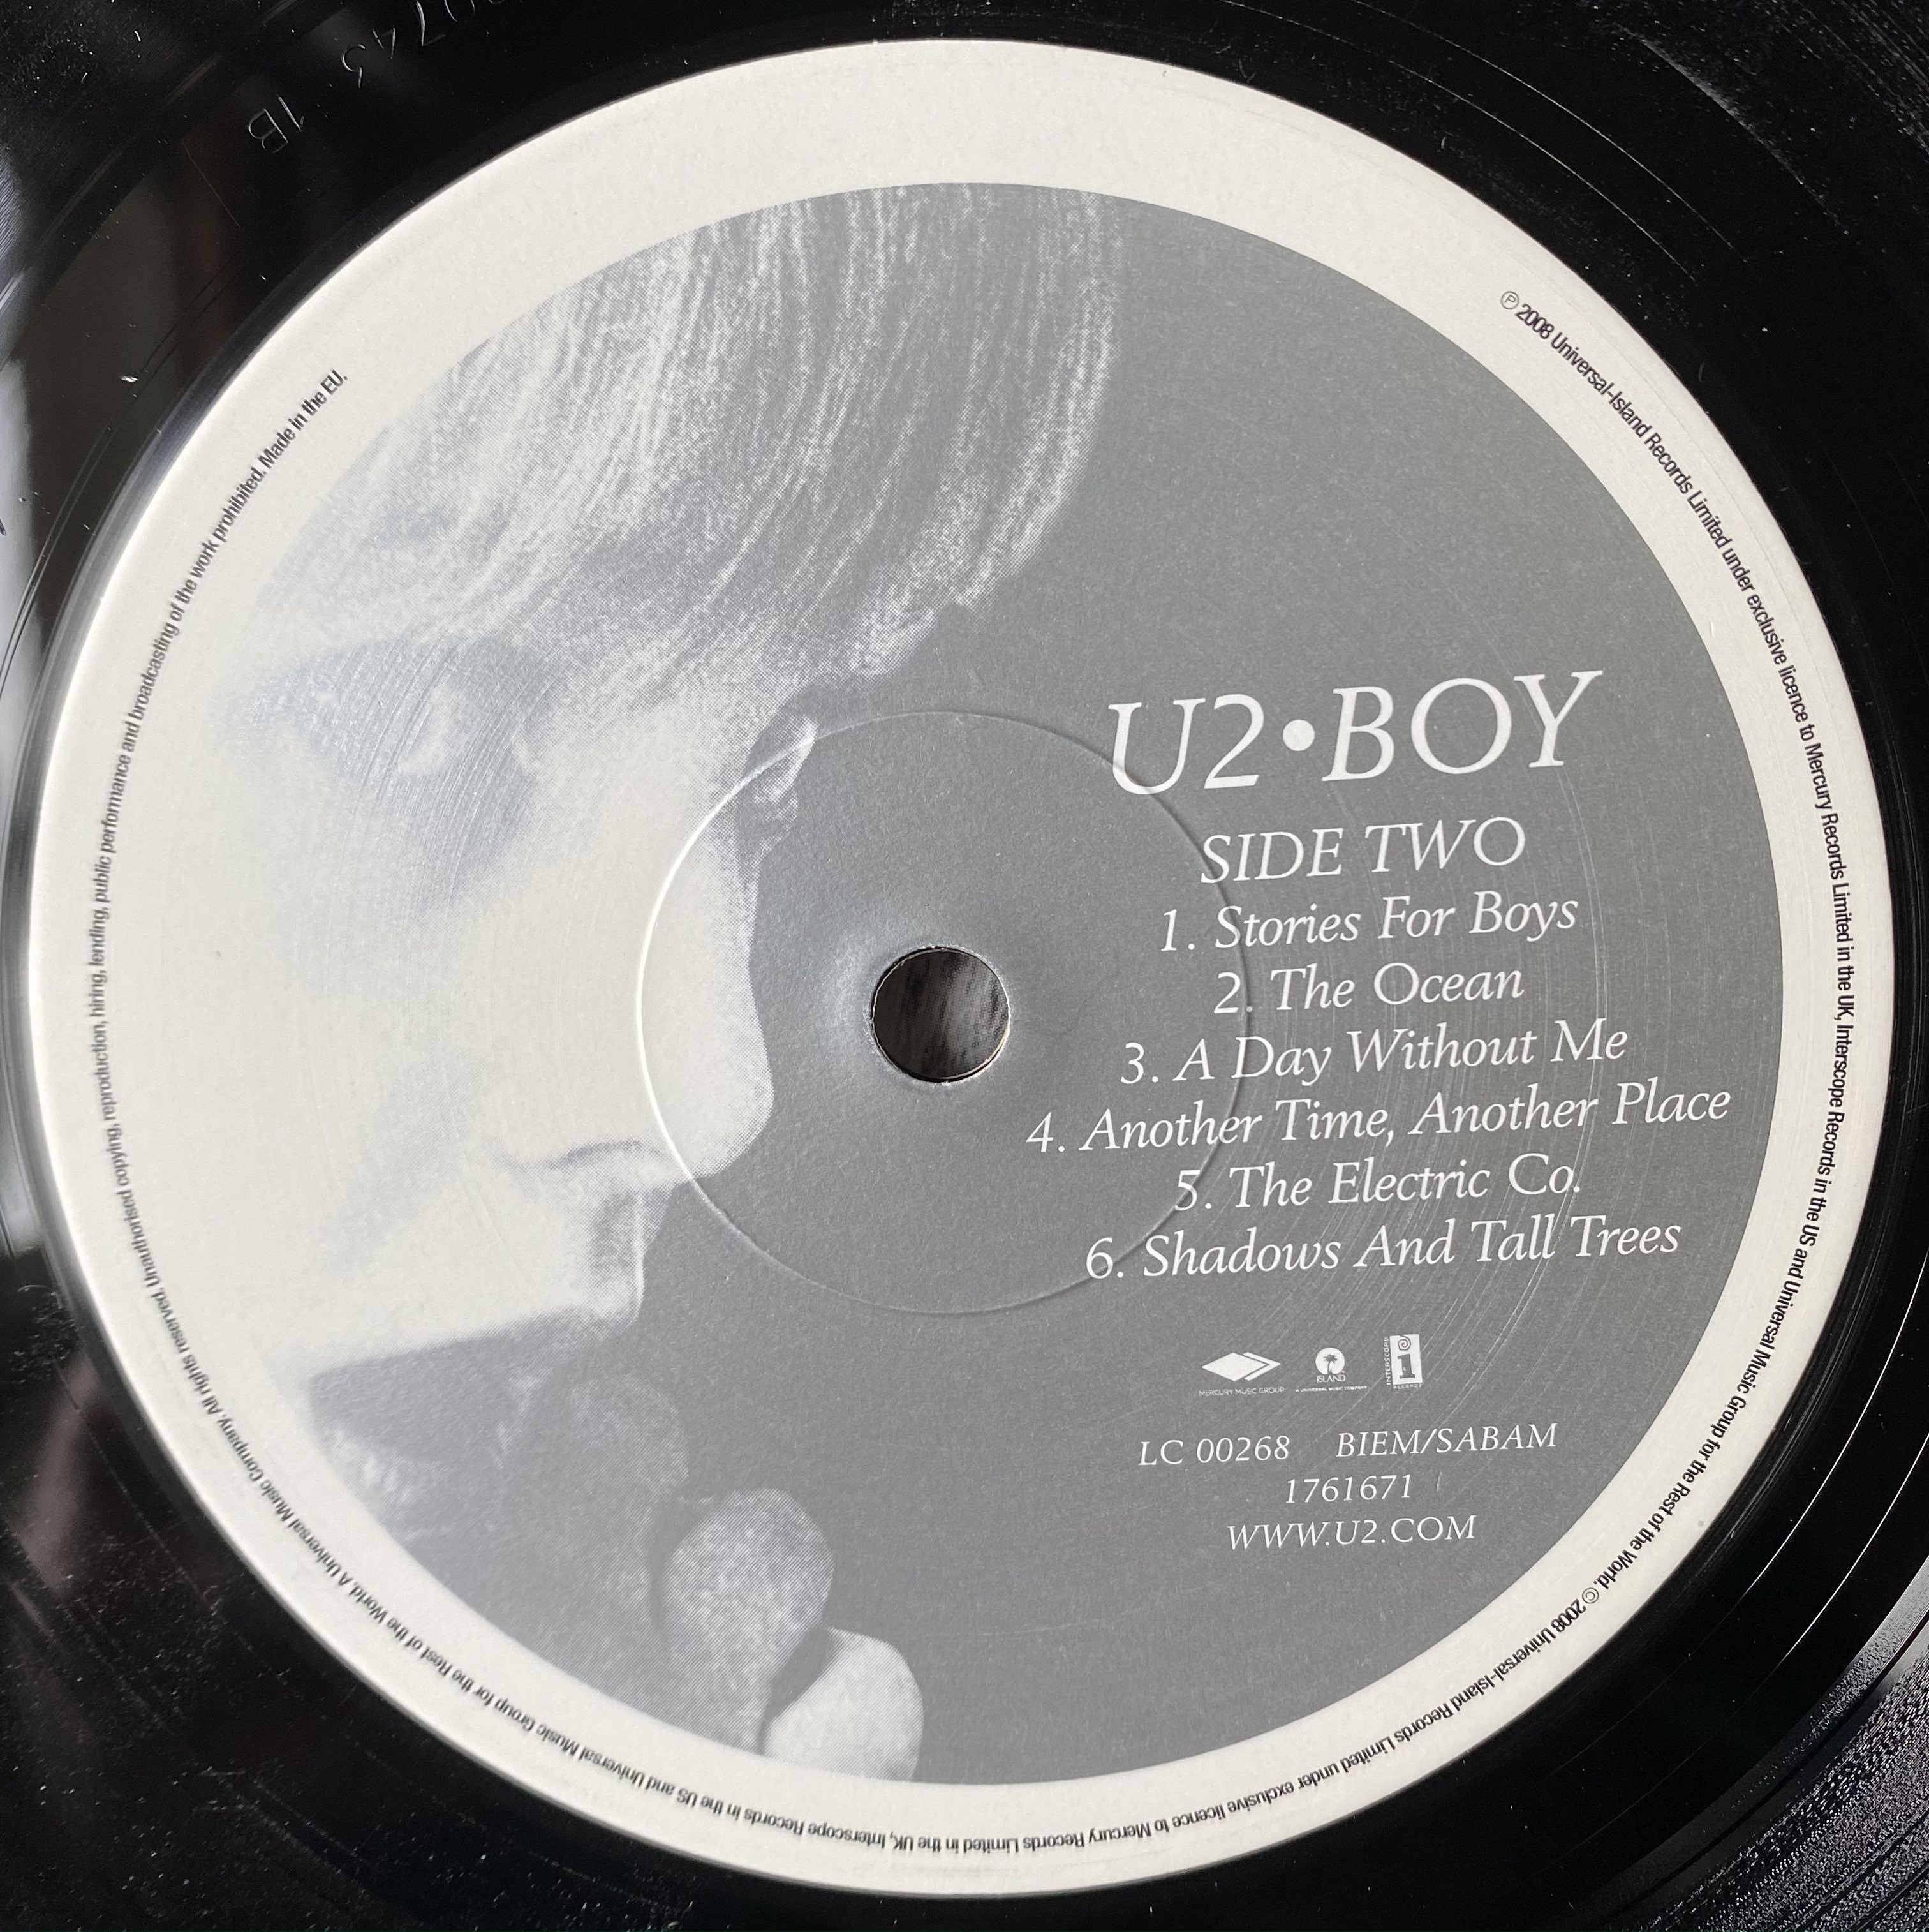 U2•BOY
SIDE TWO
1. Stories For Boys
2. The Ocean
3. A Day Without Me
4. Another Time, Another Place
5. The Electric Co.
6. Shadows And Tall Trees
MERCURY MUSIC GROUP
ISLAND
A UNIVERSAL MUSIC COMPANY
INTERSCOPE
RECORDS
LC 00268 BIEM/SABAM
1761671
WWW.U2.COM
℗ 2008 Universal-Island Records Limited under exclusive licence to Mercury Records Limited in the UK, Interscope Records in the US and Universal Music Group for the Rest of the World. © 2008 Universal-Island Records Limited under exclusive licence to Mercury Records Limited in the UK, Interscope Records in the US and Universal Music Group for the Rest of the World. A Universal Music Company. All rights reserved. Unauthorised copying, reproduction, hiring, lending, public performance and broadcasting of the work prohibited. Made in the EU.
1B